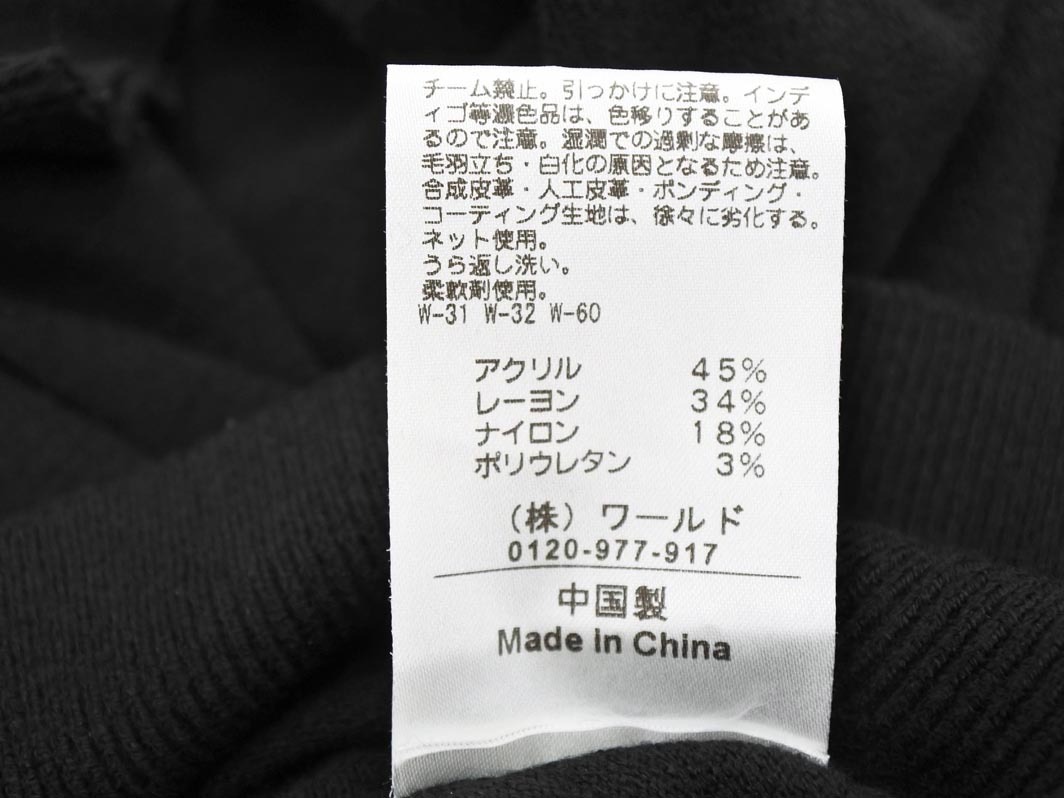 チーム禁止。引っかけに注意。インデ
ィゴ等濃色品は、色移りすることがあ
るので注意。湿潤での過剰な摩擦は、
毛羽立ち・白化の原因となるため注意。
合成皮革・人工皮革・ボンディング・
コーティング生地は、徐々に劣化する。
ネット使用。
うら返し洗い。
柔軟剤使用。
W-31 W-32 W-60
アクリル 45%
レーヨン 34%
ナイロン 18%
ポリウレタン 3%
(株) ワールド
0120-977-917
中国製
Made in China